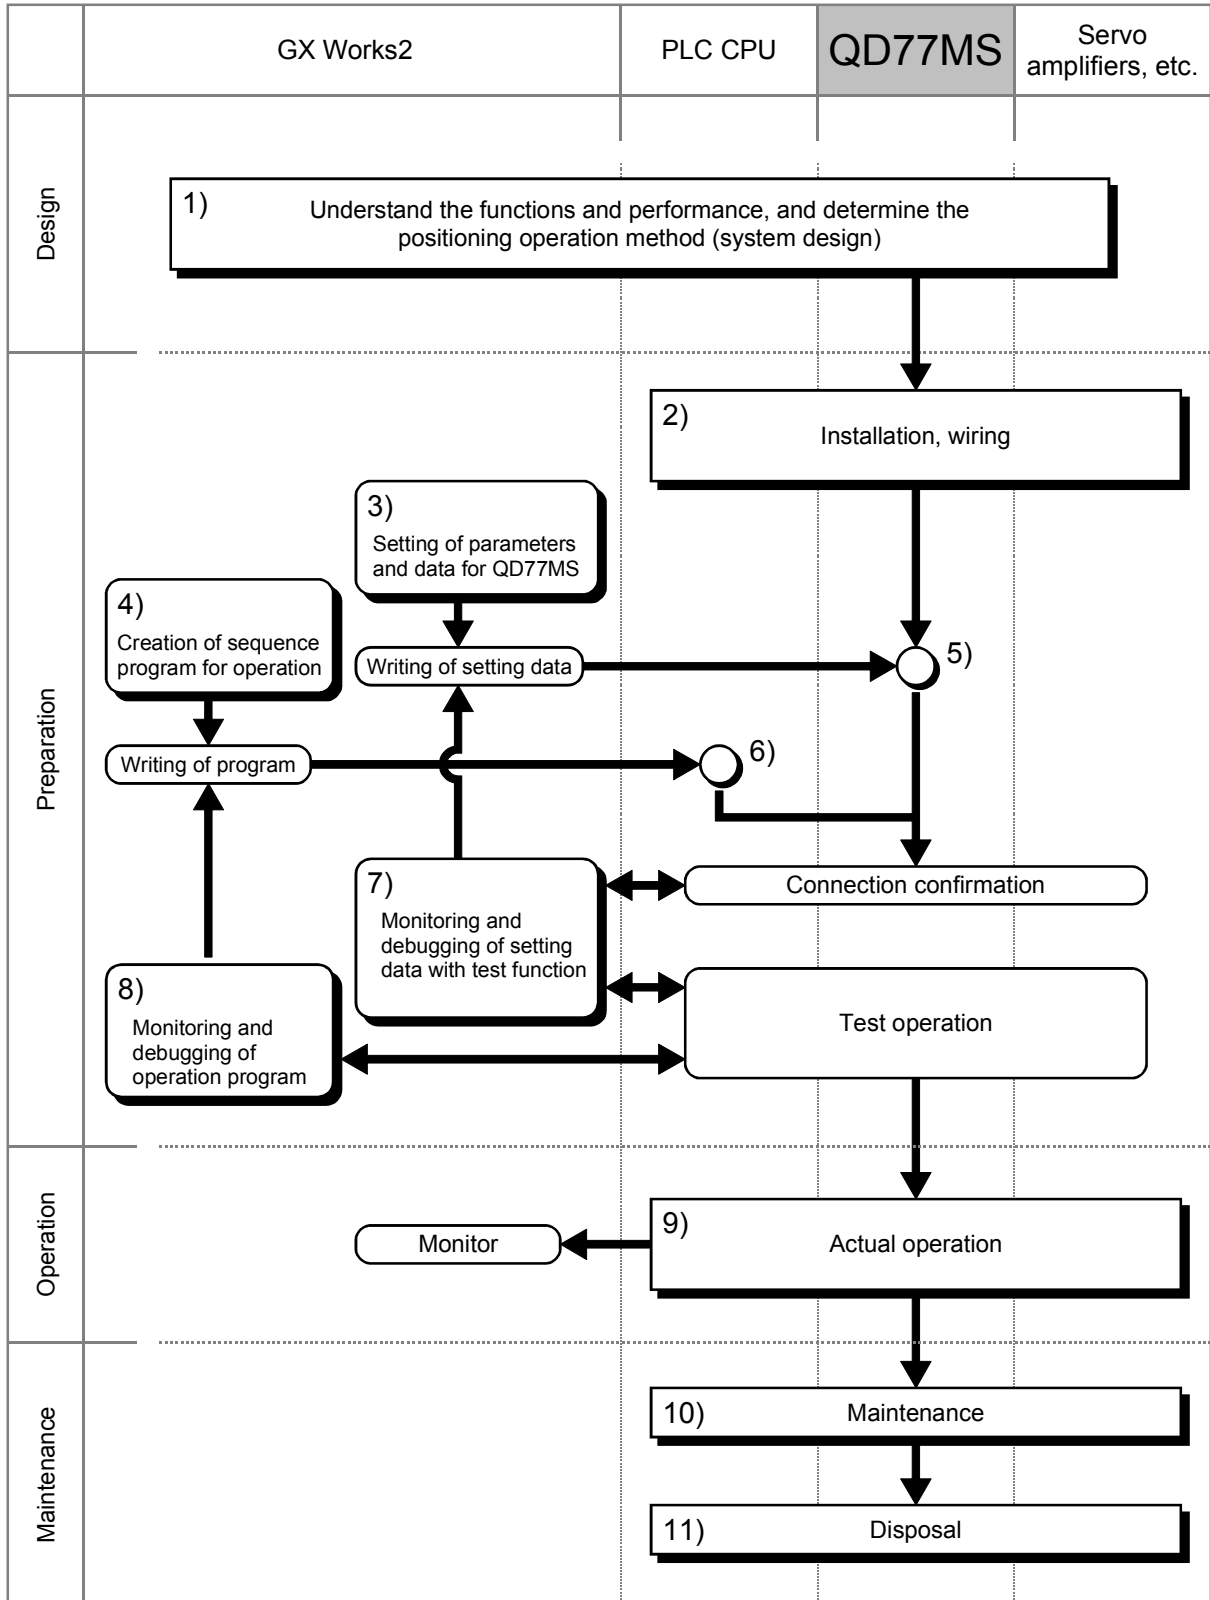 GX Works2
PLC CPU
QD77MS
Servo
amplifiers, etc.
Design
1)
Understand the functions and performance, and determine the
positioning operation method (system design)
Preparation
2)
Installation, wiring
3)
Setting of parameters
and data for QD77MS
4)
Creation of sequence
program for operation
Writing of setting data
5)
Writing of program
6)
7)
Monitoring and
debugging of setting
data with test function
Connection confirmation
8)
Monitoring and
debugging of
operation program
Test operation
Operation
Monitor
9)
Actual operation
Maintenance
10)
Maintenance
11)
Disposal